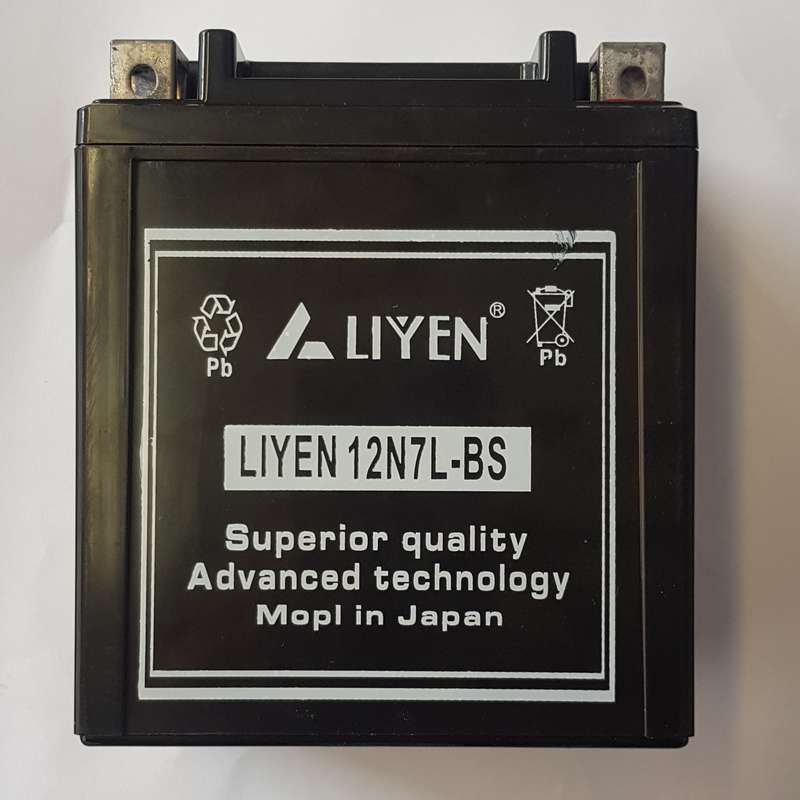 LIYEN®
Pb
Pb
LIYEN 12N7L-BS
Superior quality
Advanced technology
Mopl in Japan